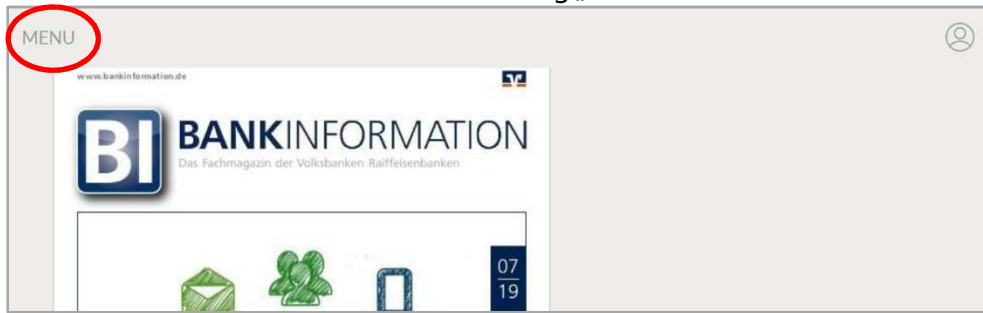 MENU
www.bankinformation.de
BI BANKINFORMATION
Das Fachmagazin der Volksbanken Raiffeisenbanken
07
19